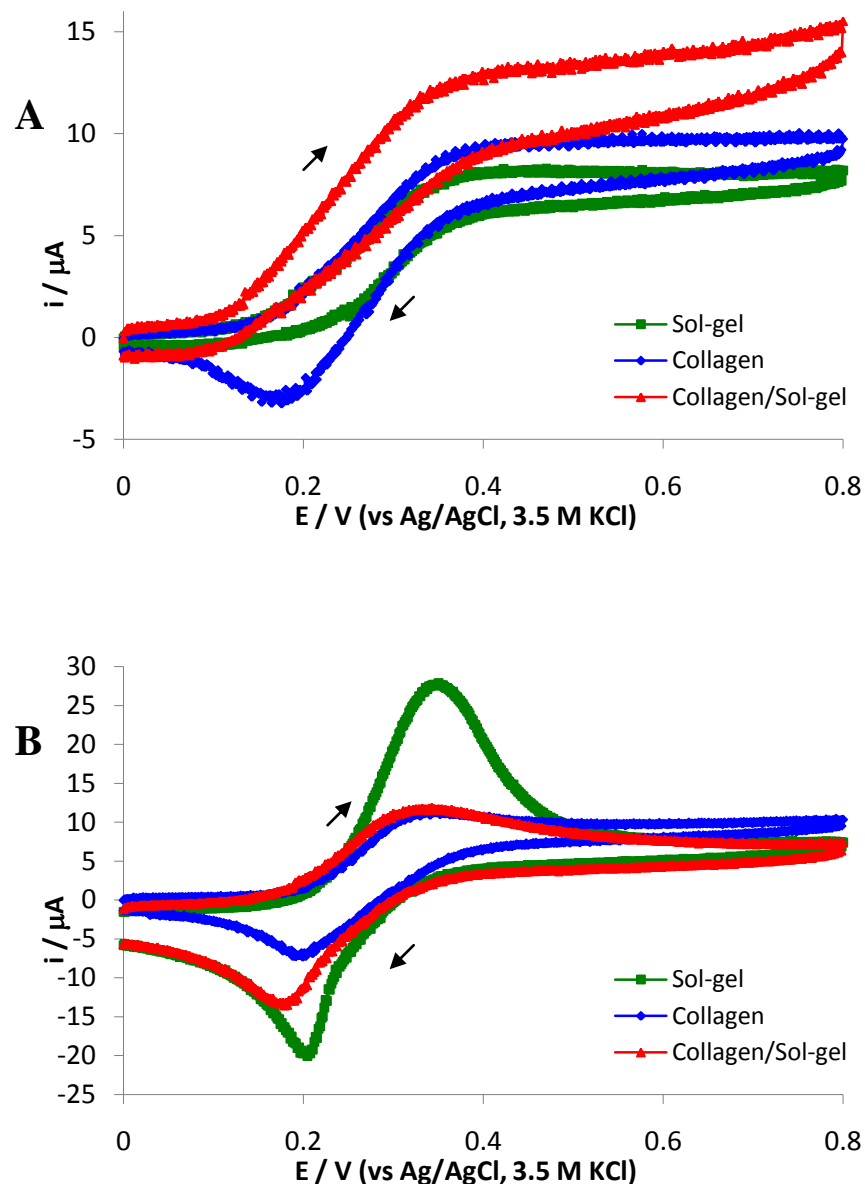 A
15
10
5
0
-5
i / µA
0 0.2 0.4 0.6 0.8
E / V (vs Ag/AgCl, 3.5 M KCl)
Sol-gel
Collagen
Collagen/Sol-gel
B
30
25
20
15
10
5
0
-5
-10
-15
-20
-25
i / µA
0 0.2 0.4 0.6 0.8
E / V (vs Ag/AgCl, 3.5 M KCl)
Sol-gel
Collagen
Collagen/Sol-gel